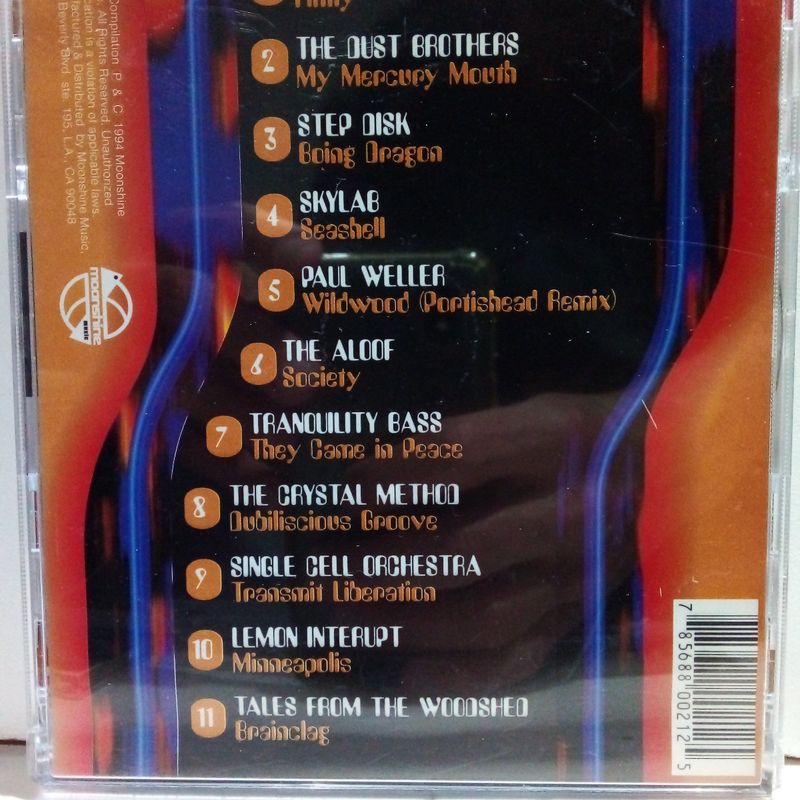 2 THE DUST BROTHERS
My Mercury Mouth
3 STEP DISK
Boing Dragon
4 SKYLAB
Seashell
5 PAUL WELLER
Wildwood (Portishead Remix)
6 THE ALOOF
Society
7 TRANQUILITY BASS
They Came in Peace
8 THE CRYSTAL METHOD
Dubiliscious Groove
9 SINGLE CELL ORCHESTRA
Transmit Liberation
10 LEMON INTERUPT
Minneapolis
11 TALES FROM THE WOODSHED
Brainclag
Compilation P & C 1994 Moonshine
All Rights Reserved. Unauthorized
is a violation of applicable laws.
& Distributed by Moonshine Music,
Beverly Blvd ste. 195, L.A., CA 90048
moonshine
music
7 85688 00212 5